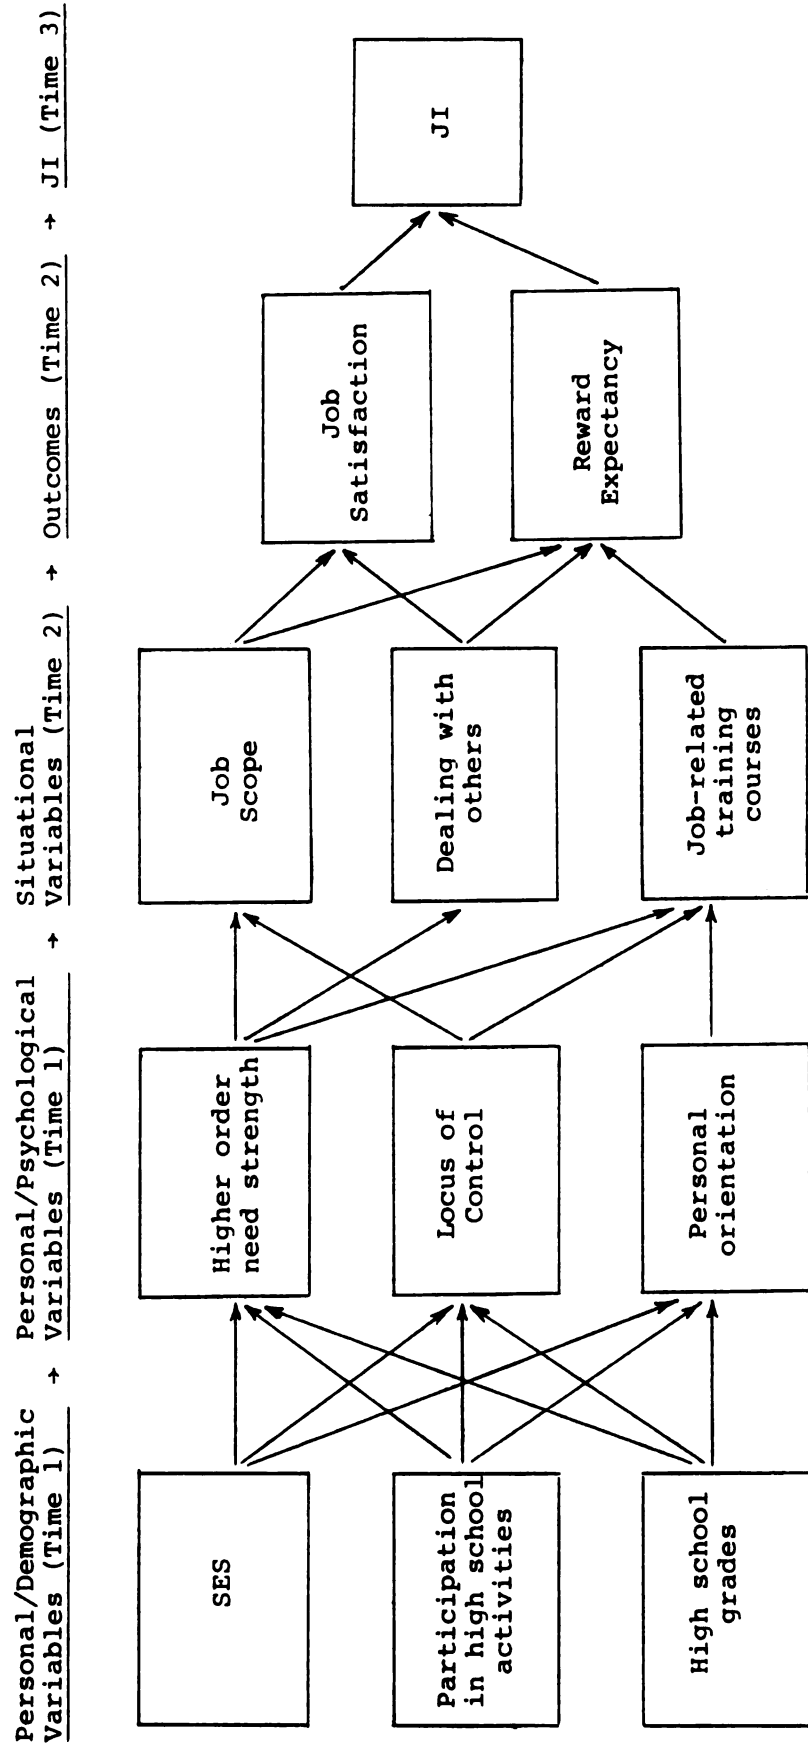 Personal/Demographic
Variables (Time 1)
→
Personal/Psychological
Variables (Time 1)
→
Situational
Variables (Time 2)
→
Outcomes (Time 2)
→
JI (Time 3)
SES
Participation
in high school
activities
High school
grades
Higher order
need strength
Locus of
Control
Personal
orientation
Job
Scope
Dealing with
others
Job-related
training
courses
Job
Satisfaction
Reward
Expectancy
JI